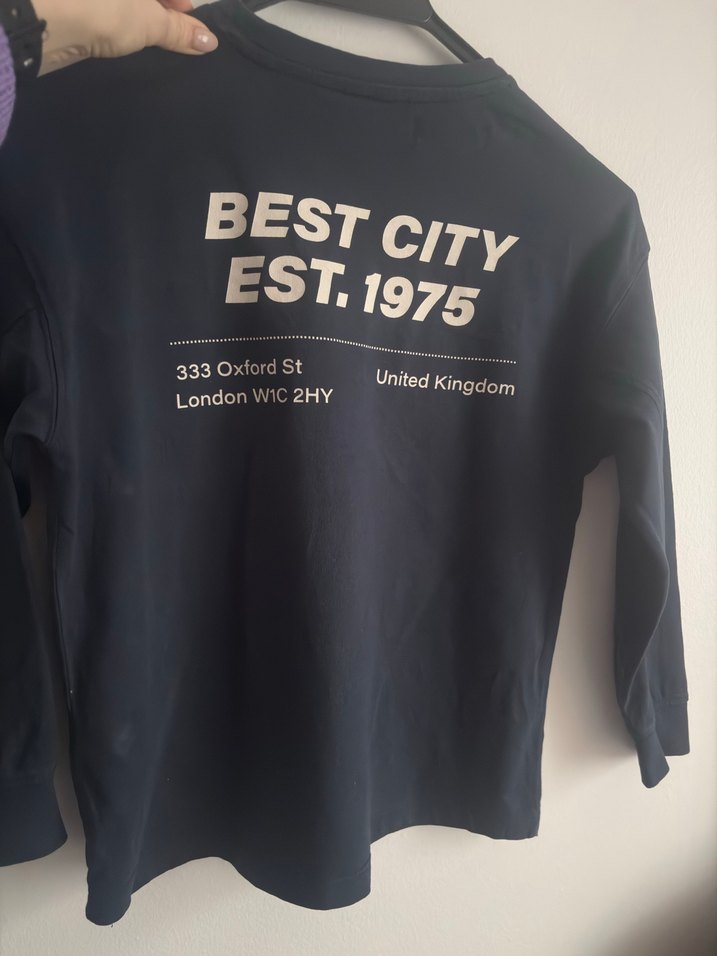 BEST CITY
EST. 1975
333 Oxford St
London W1C 2HY
United Kingdom